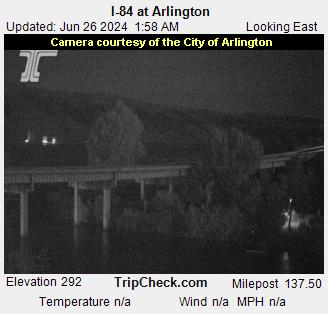 I-84 at Arlington
Updated: Jun 26 2024 1:58 AM Looking East
Camera courtesy of the City of Arlington
Elevation 292 TripCheck.com Milepost 137.50
Temperature n/a Wind n/a MPH n/a